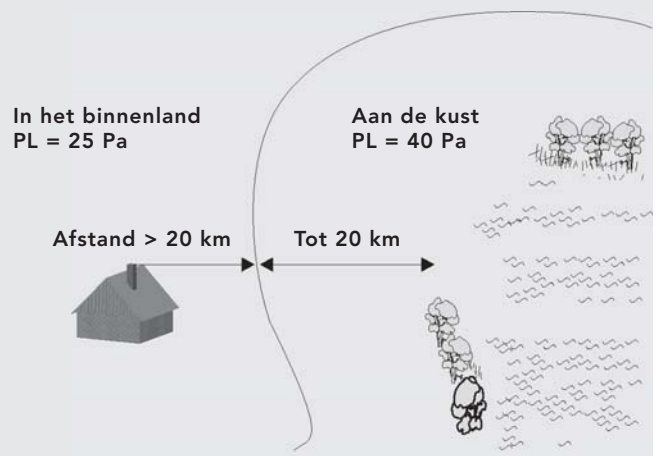 In het binnenland
PL = 25 Pa
Aan de kust
PL = 40 Pa
Afstand > 20 km
Tot 20 km